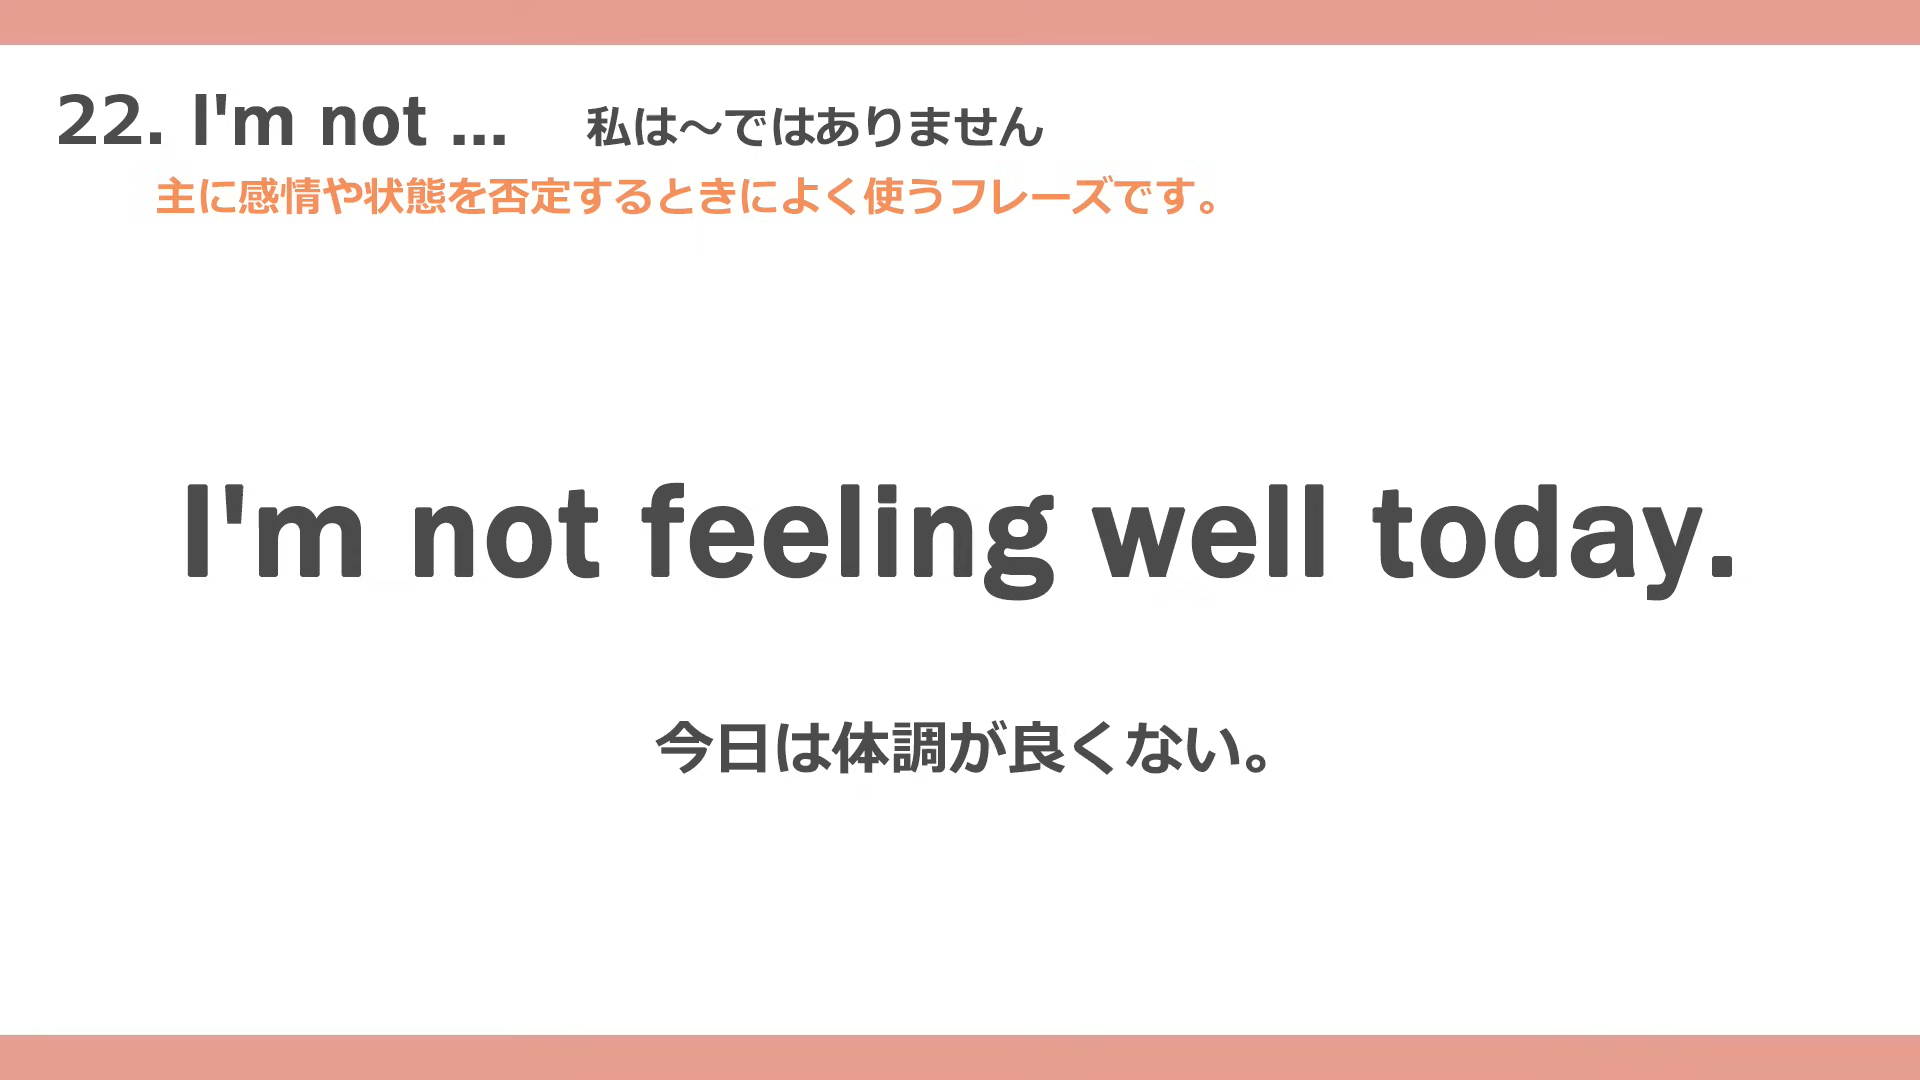 22. I'm not ... 私は～ではありません
主に感情や状態を否定するときによく使うフレーズです。
I'm not feeling well today.
今日は体調が良くない。